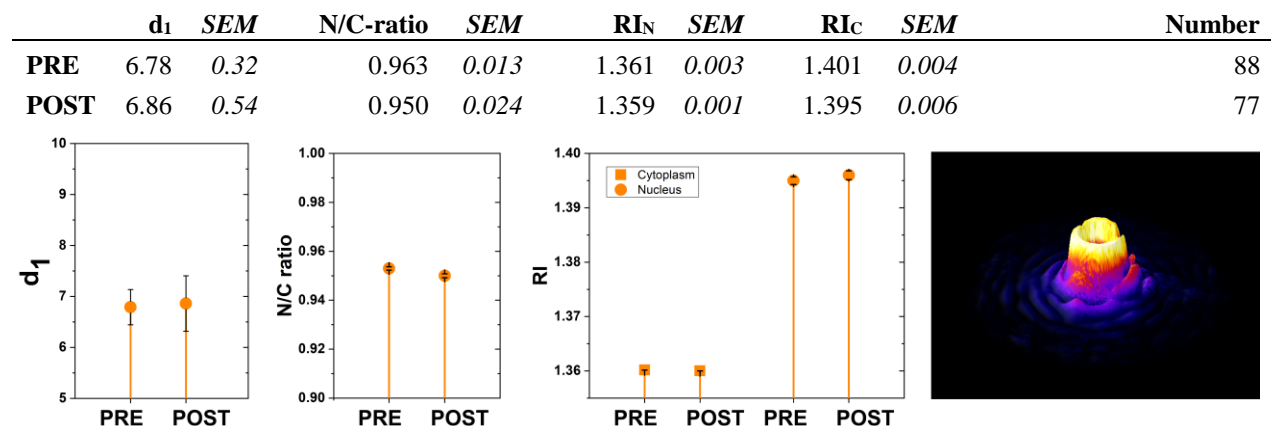 d₁ SEM N/C-ratio SEM RI_N SEM RI_C SEM Number
PRE 6.78 0.32 0.963 0.013 1.361 0.003 1.401 0.004 88
POST 6.86 0.54 0.950 0.024 1.359 0.001 1.395 0.006 77
10
9
8
7
6
5
d₁
PRE POST
1.00
0.98
0.96
0.94
0.92
0.90
N/C ratio
PRE POST
1.40
1.39
1.38
1.37
1.36
RI
Cytoplasm
Nucleus
PRE POST PRE POST